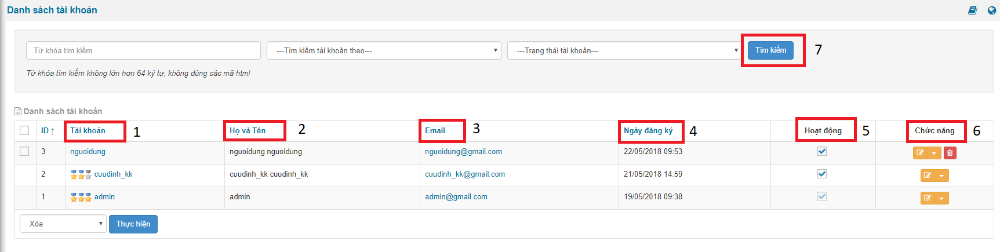 Danh sách tài khoản
Từ khóa tìm kiếm
---Tìm kiếm tài khoản theo---
---Trạng thái tài khoản---
Tìm kiếm
7
Từ khóa tìm kiếm không lớn hơn 64 ký tự, không dùng các mã html
Danh sách tài khoản
ID ↑ Tài khoản 1 Họ và Tên 2 Email 3 Ngày đăng ký 4 Hoạt động 5 Chức năng 6
3 nguoidung nguoidung nguoidung nguoidung@gmail.com 22/05/2018 09:53
2 cuudinh_kk cuudinh_kk cuudinh_kk cuudinh_kk@gmail.com 21/05/2018 14:59
1 admin admin admin@gmail.com 19/05/2018 09:38
Xóa Thực hiện